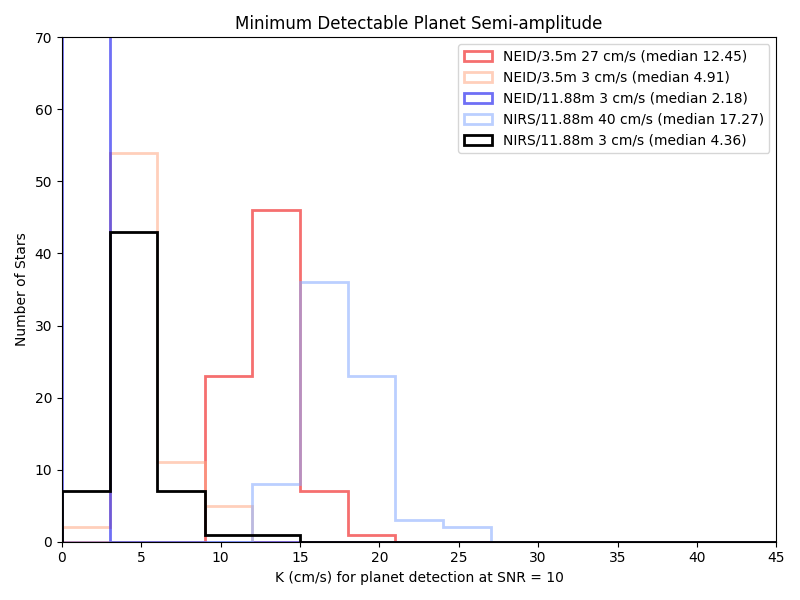 Minimum Detectable Planet Semi-amplitude
70
60
50
40
30
20
10
0
Number of Stars
NEID/3.5m 27 cm/s (median 12.45)
NEID/3.5m 3 cm/s (median 4.91)
NEID/11.88m 3 cm/s (median 2.18)
NIRS/11.88m 40 cm/s (median 17.27)
NIRS/11.88m 3 cm/s (median 4.36)
0 5 10 15 20 25 30 35 40 45
K (cm/s) for planet detection at SNR = 10